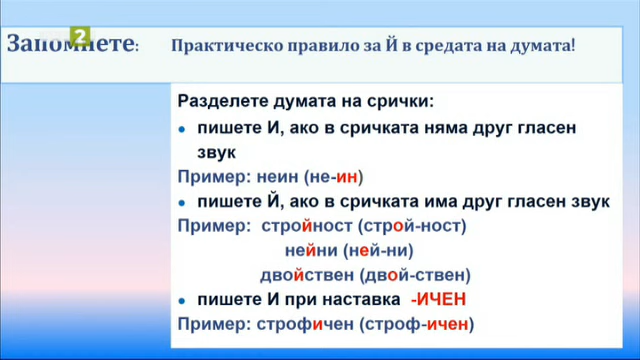 Запомнете: Практическо правило за Й в средата на думата!
2
Разделете думата на срички:
• пишете И, ако в сричката няма друг гласен
звук
Пример: неин (не-ин)
• пишете Й, ако в сричката има друг гласен звук
Пример: стройност (строй-ност)
нейни (ней-ни)
двойствен (двой-ствен)
• пишете И при наставка -ИЧЕН
Пример: строфичен (строф-ичен)